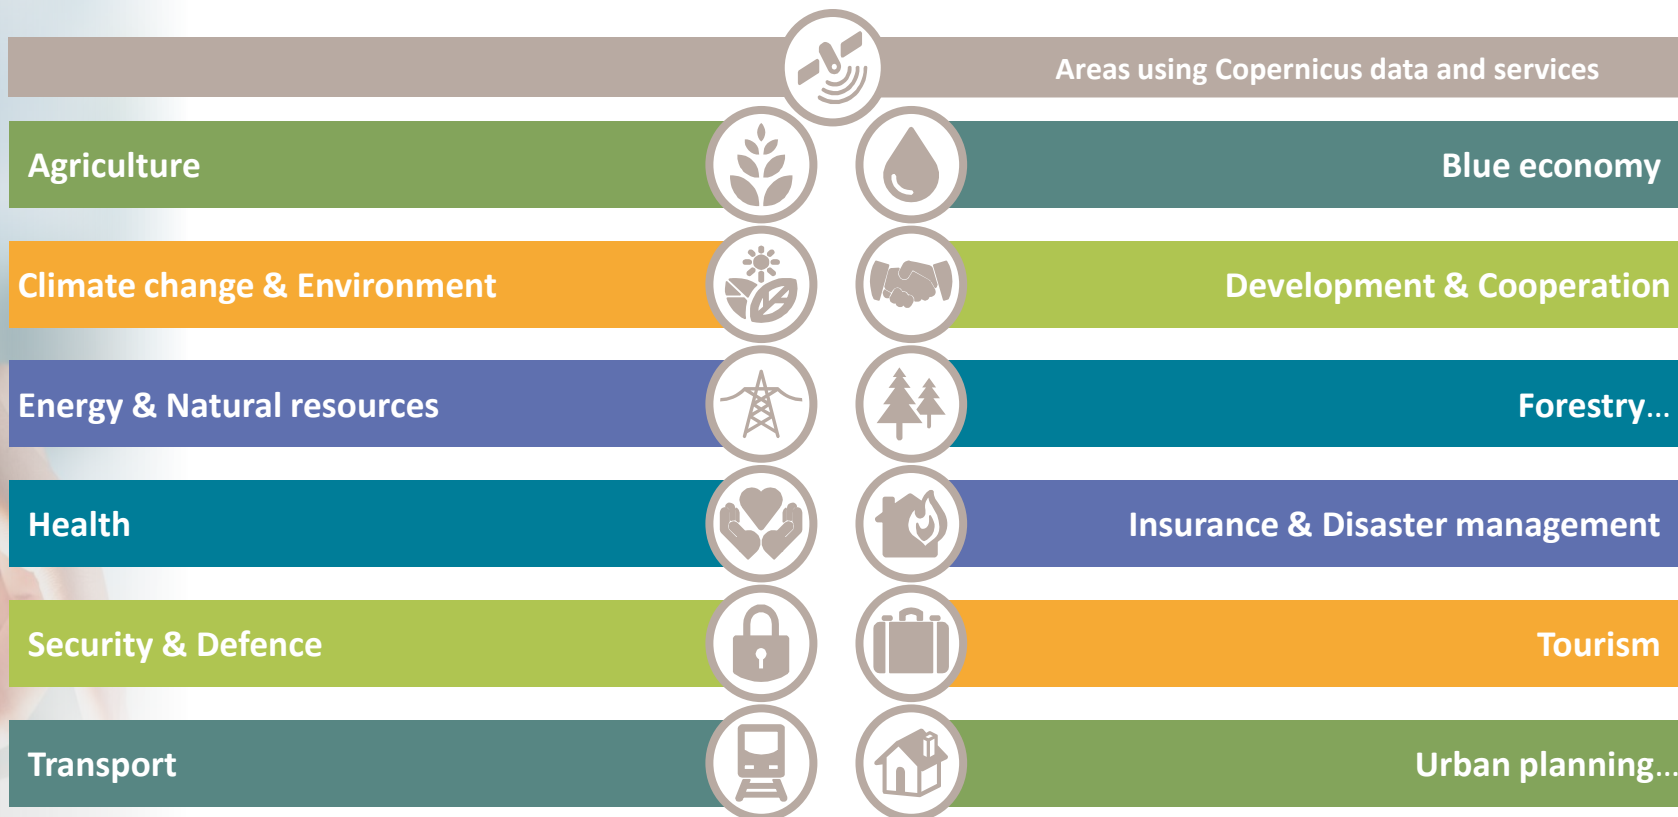 Areas using Copernicus data and services
Agriculture
Blue economy
Climate change & Environment
Development & Cooperation
Energy & Natural resources
Forestry...
Health
Insurance & Disaster management
Security & Defence
Tourism
Transport
Urban planning...